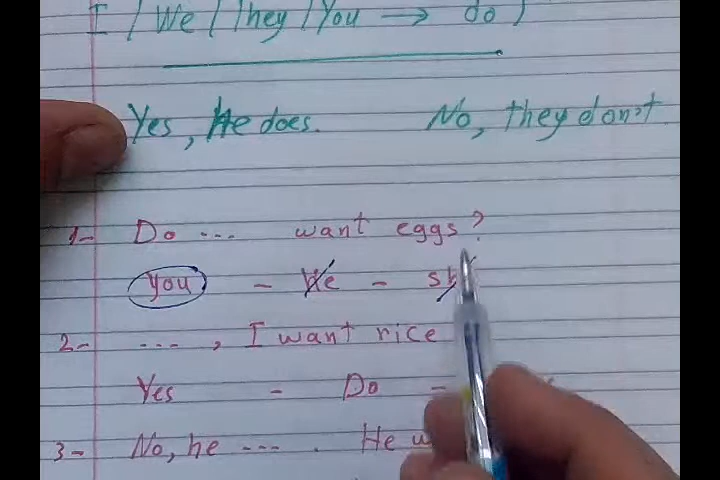 I / We / They / You → do
Yes, He does. No, they don't
1- Do ... want eggs?
you - He -
2- ... , I want rice
Yes - Do -
3- No, he ... . He